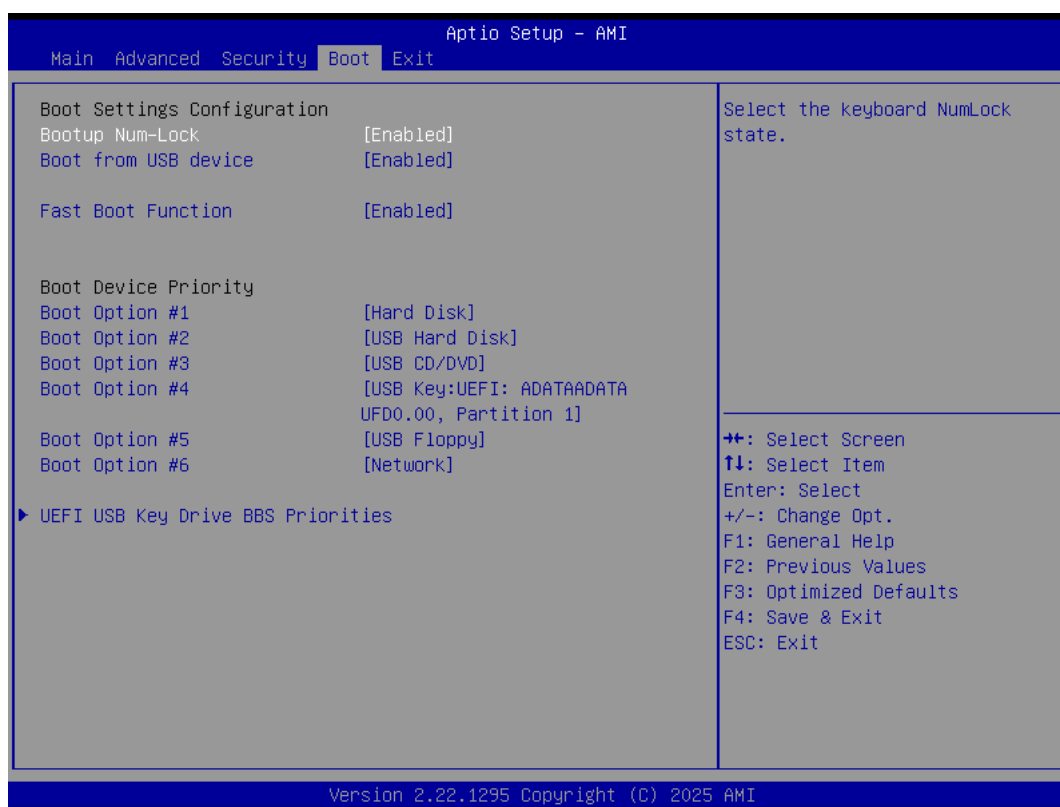 Aptio Setup – AMI
Main Advanced Security Boot Exit
Boot Settings Configuration
Bootup Num-Lock [Enabled]
Boot from USB device [Enabled]
Fast Boot Function [Enabled]
Boot Device Priority
Boot Option #1 [Hard Disk]
Boot Option #2 [USB Hard Disk]
Boot Option #3 [USB CD/DVD]
Boot Option #4 [USB Key:UEFI: ADATAADATA
UFD0.00, Partition 1]
Boot Option #5 [USB Floppy]
Boot Option #6 [Network]
▶ UEFI USB Key Drive BBS Priorities
Select the keyboard NumLock
state.
→←: Select Screen
↑↓: Select Item
Enter: Select
+/-: Change Opt.
F1: General Help
F2: Previous Values
F3: Optimized Defaults
F4: Save & Exit
ESC: Exit
Version 2.22.1295 Copyright (C) 2025 AMI